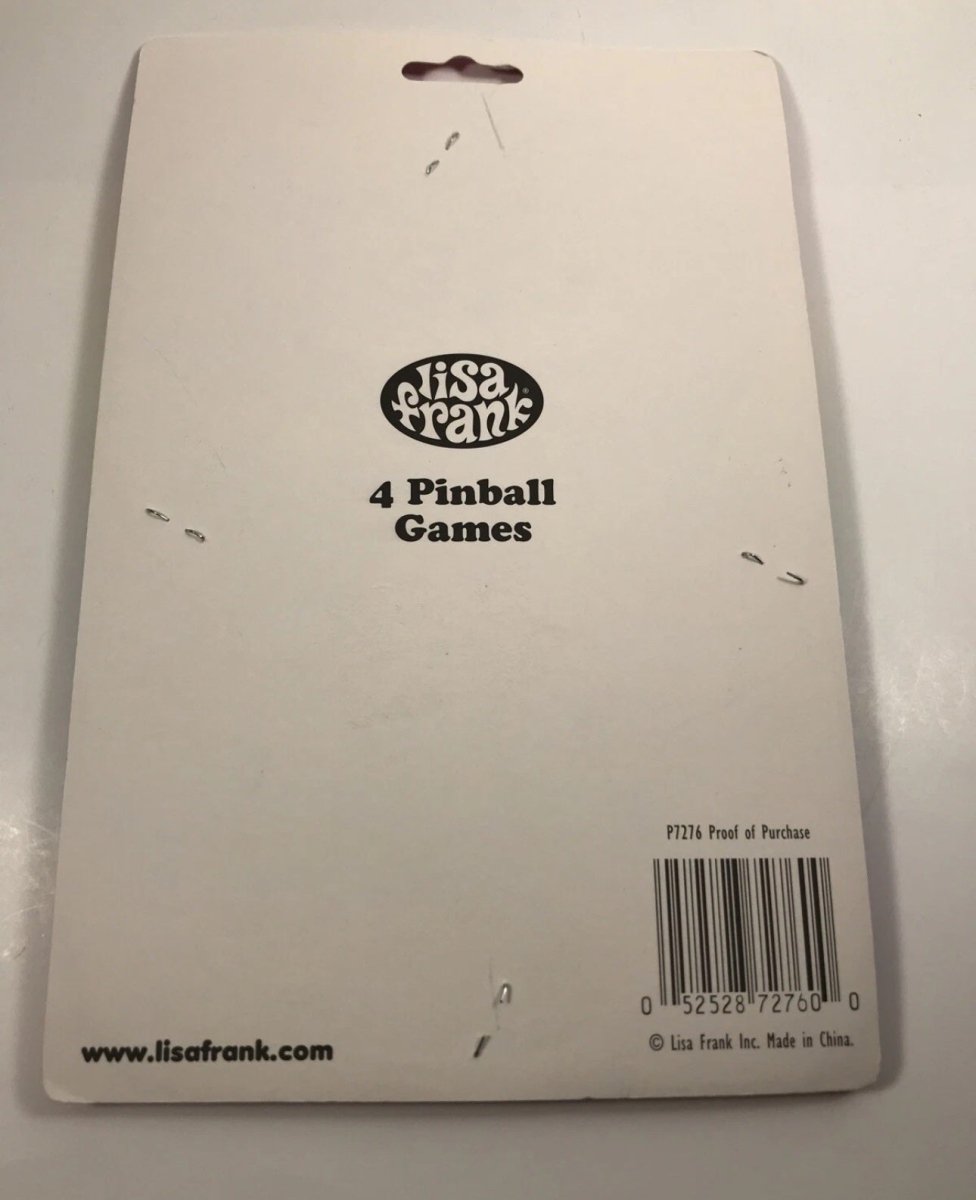 lisa
frank®
4 Pinball
Games
P7276 Proof of Purchase
0 52528 72760 0
www.lisafrank.com
© Lisa Frank Inc. Made in China.